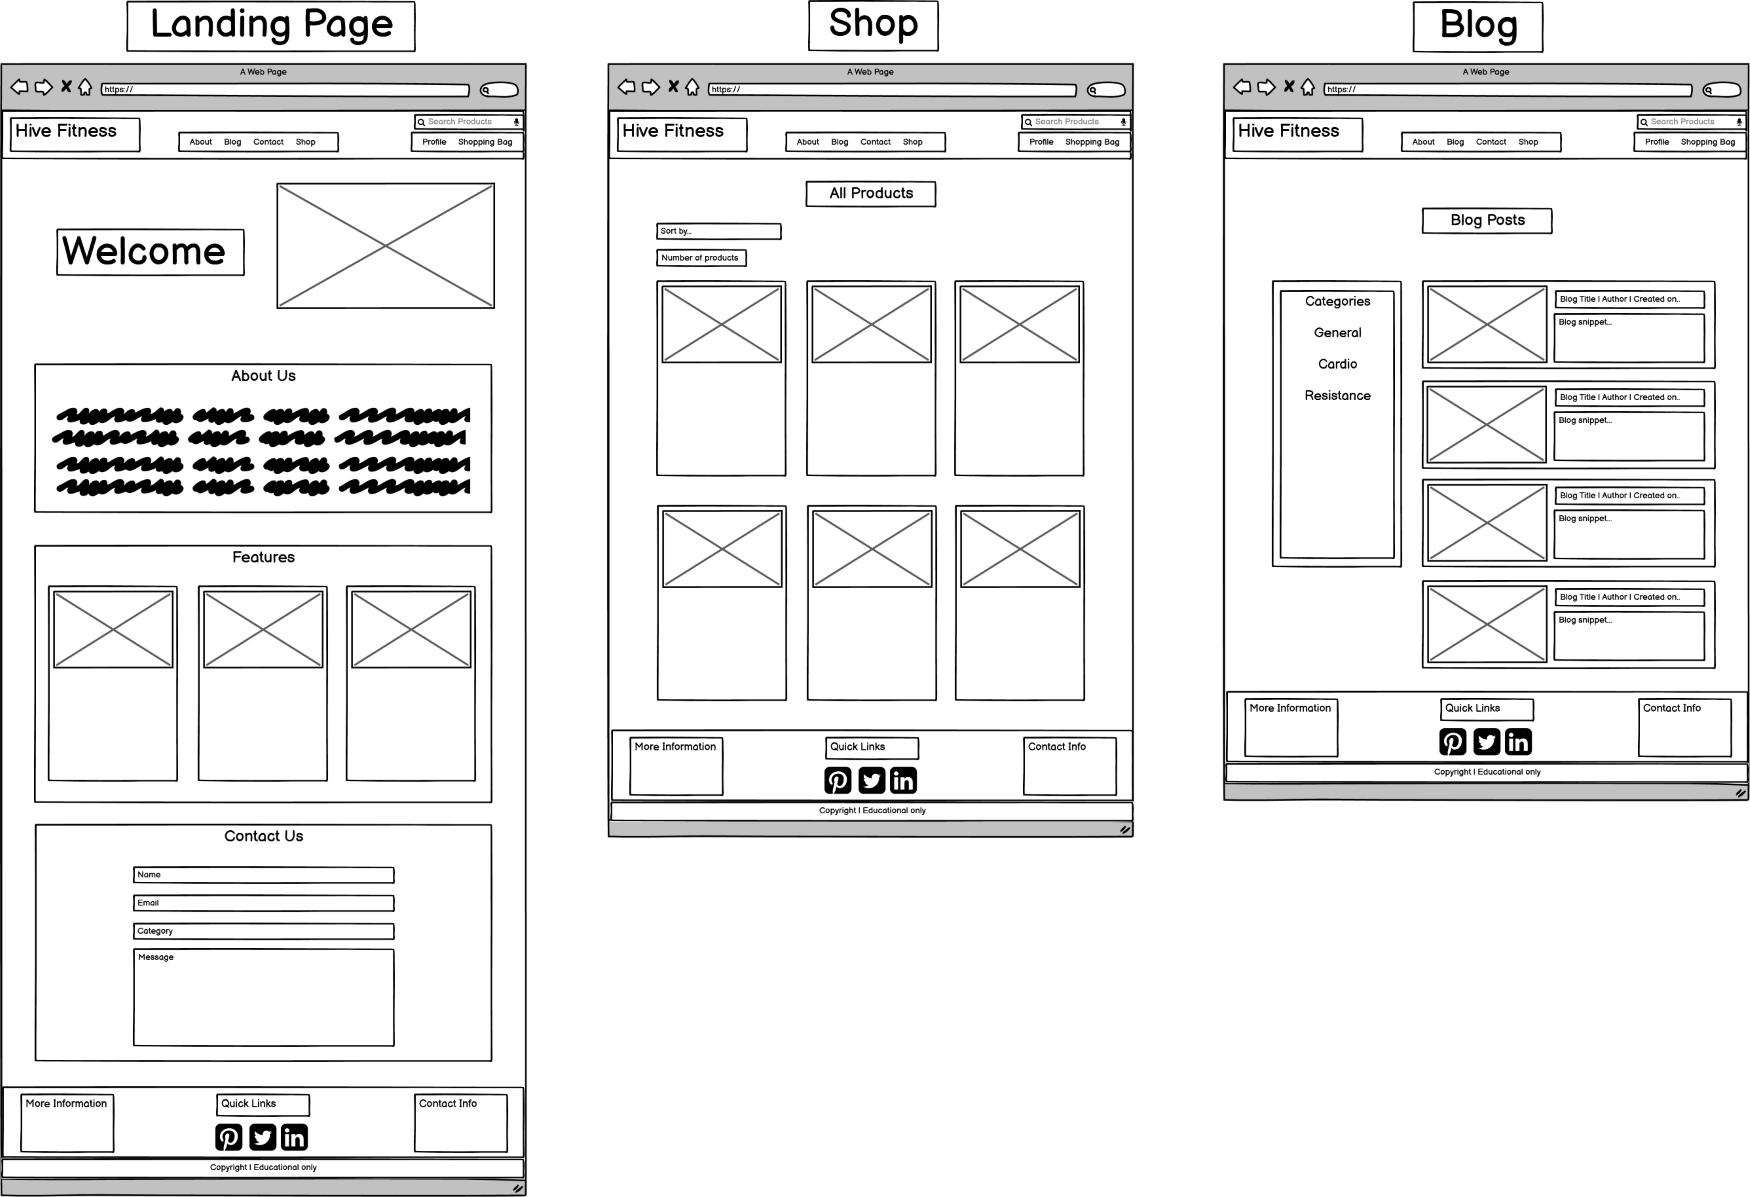 Landing Page
A Web Page
https://
Hive Fitness
Search Products
About Blog Contact Shop
Profile Shopping Bag
Welcome
About Us
Features
Contact Us
Name
Email
Category
Message
More Information
Quick Links
Contact Info
Copyright | Educational only
Shop
A Web Page
https://
Hive Fitness
Search Products
About Blog Contact Shop
Profile Shopping Bag
All Products
Sort by...
Number of products
More Information
Quick Links
Contact Info
Copyright | Educational only
Blog
A Web Page
https://
Hive Fitness
Search Products
About Blog Contact Shop
Profile Shopping Bag
Blog Posts
Categories
General
Cardio
Resistance
Blog Title | Author | Created on..
Blog snippet...
Blog Title | Author | Created on..
Blog snippet...
Blog Title | Author | Created on..
Blog snippet...
Blog Title | Author | Created on..
Blog snippet...
More Information
Quick Links
Contact Info
Copyright | Educational only